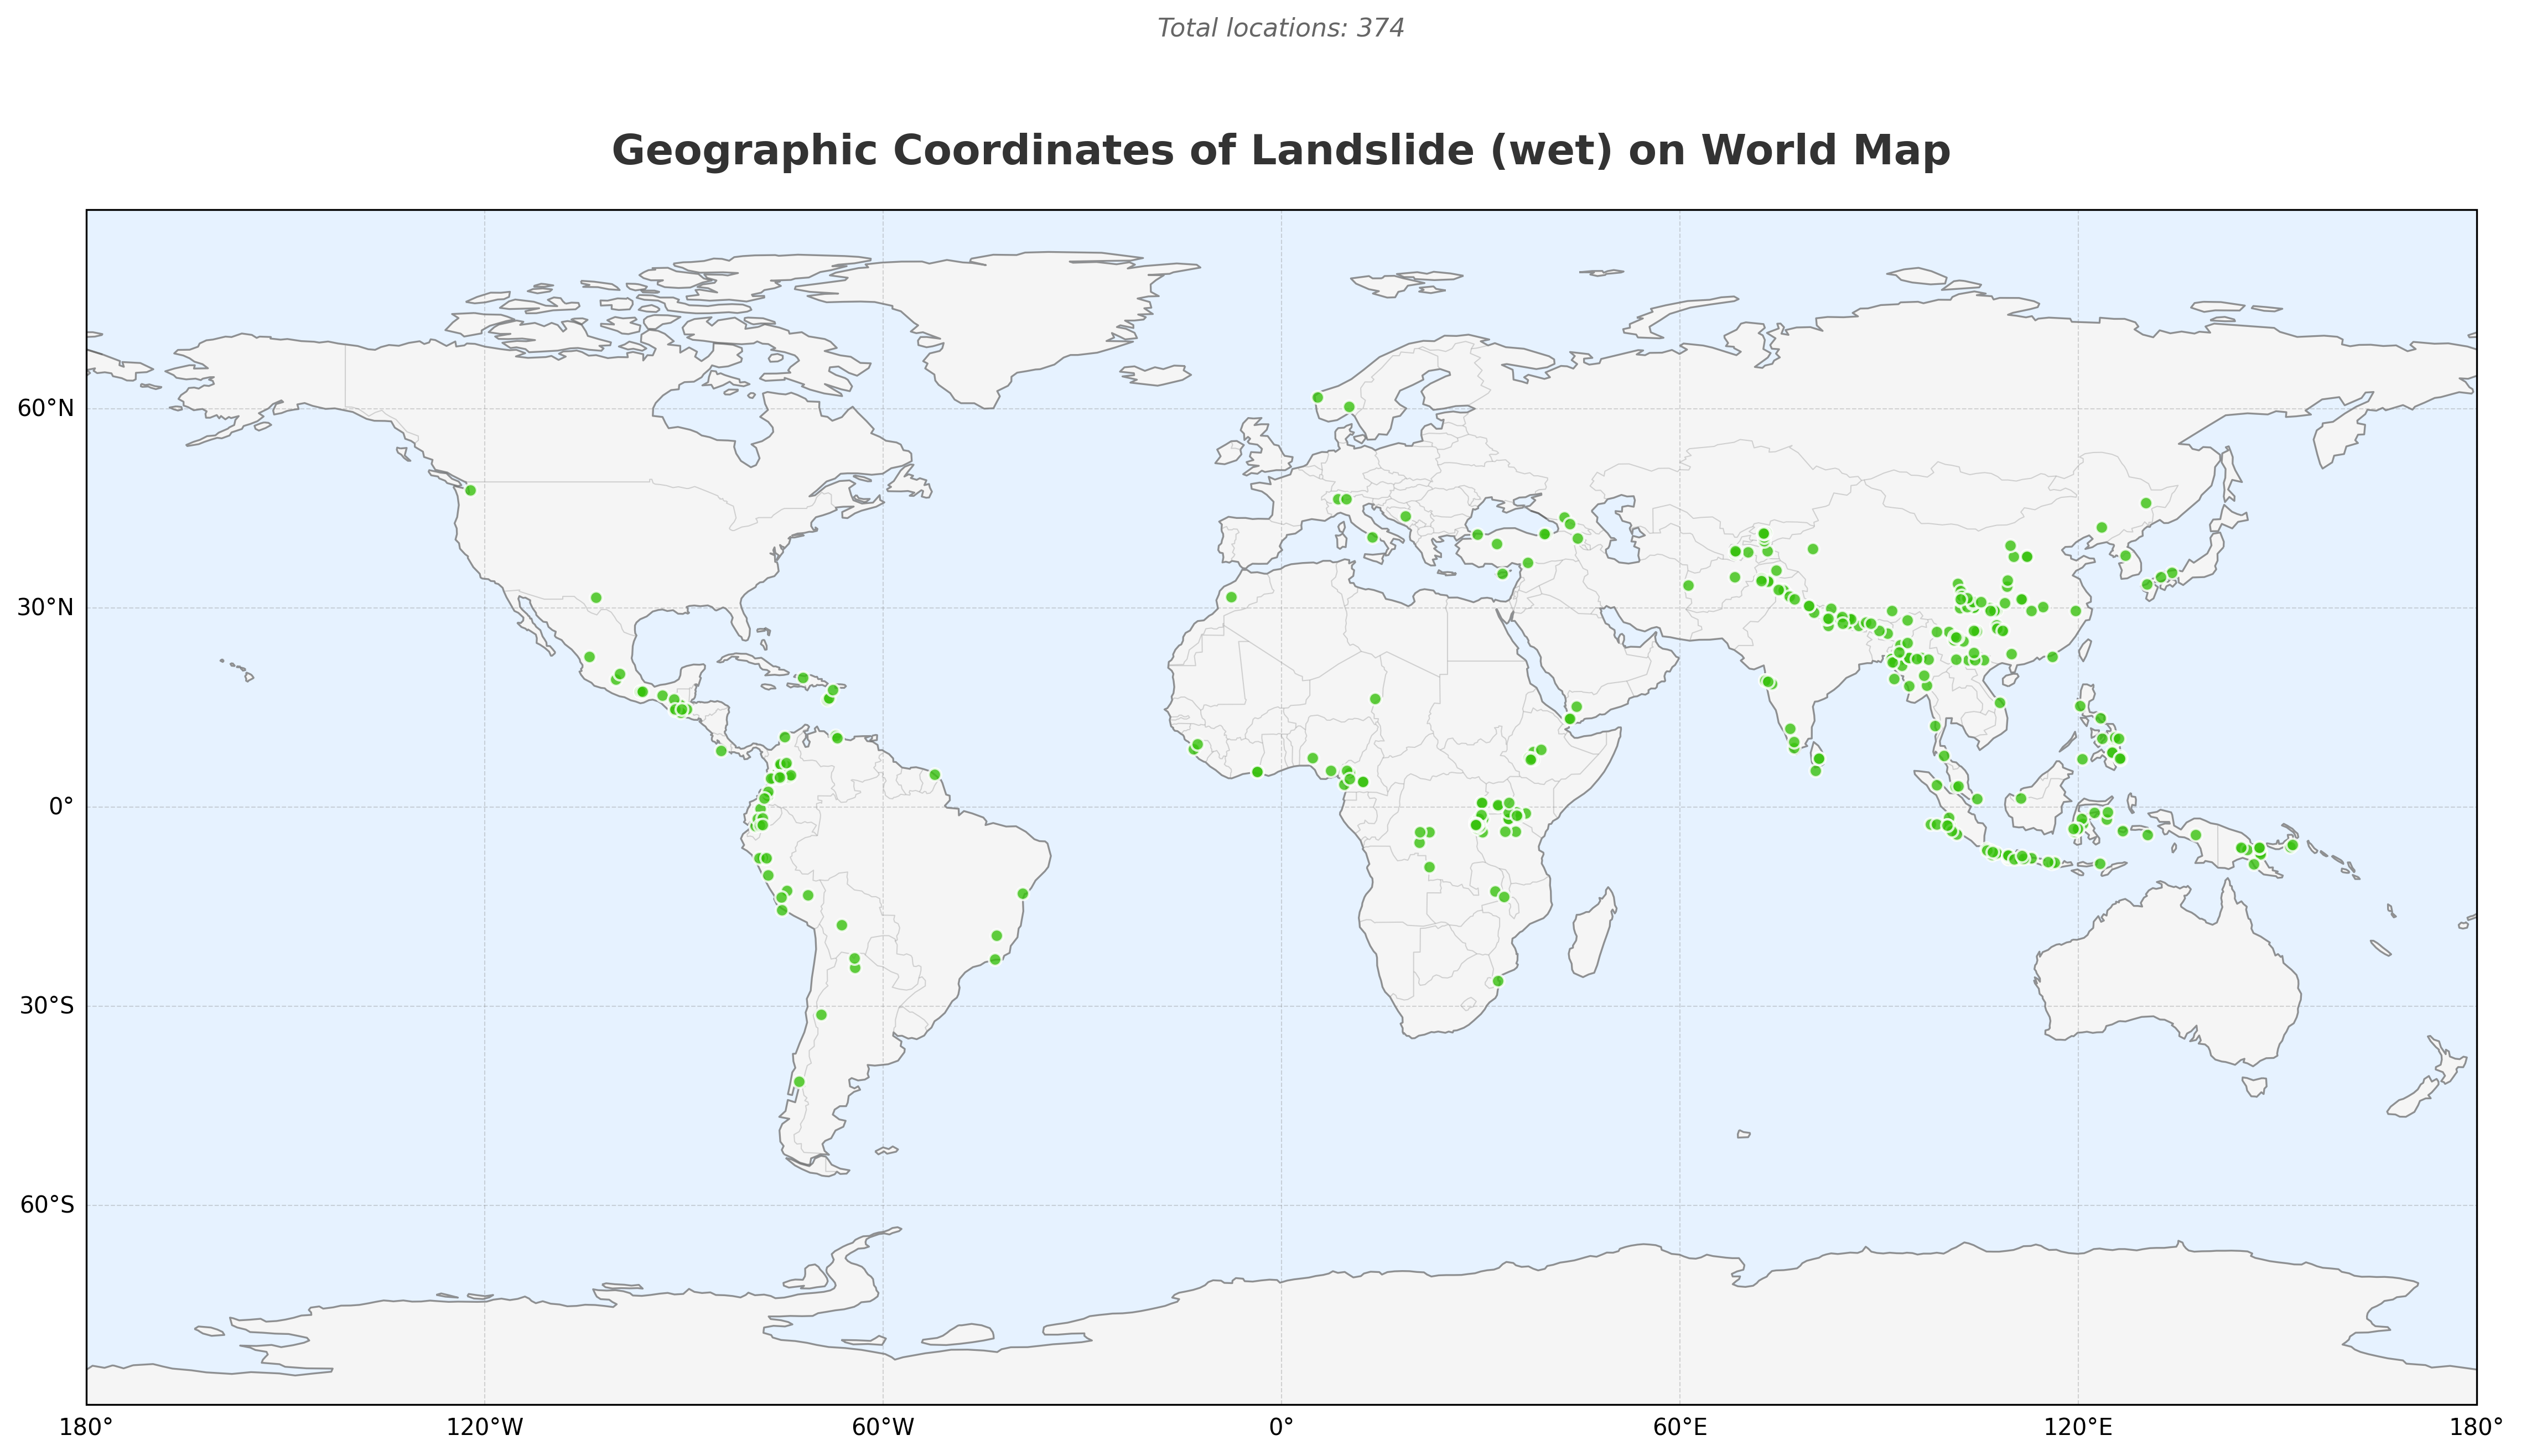 Total locations: 374
Geographic Coordinates of Landslide (wet) on World Map
60°N
30°N
0°
30°S
60°S
180°
120°W
60°W
0°
60°E
120°E
180°